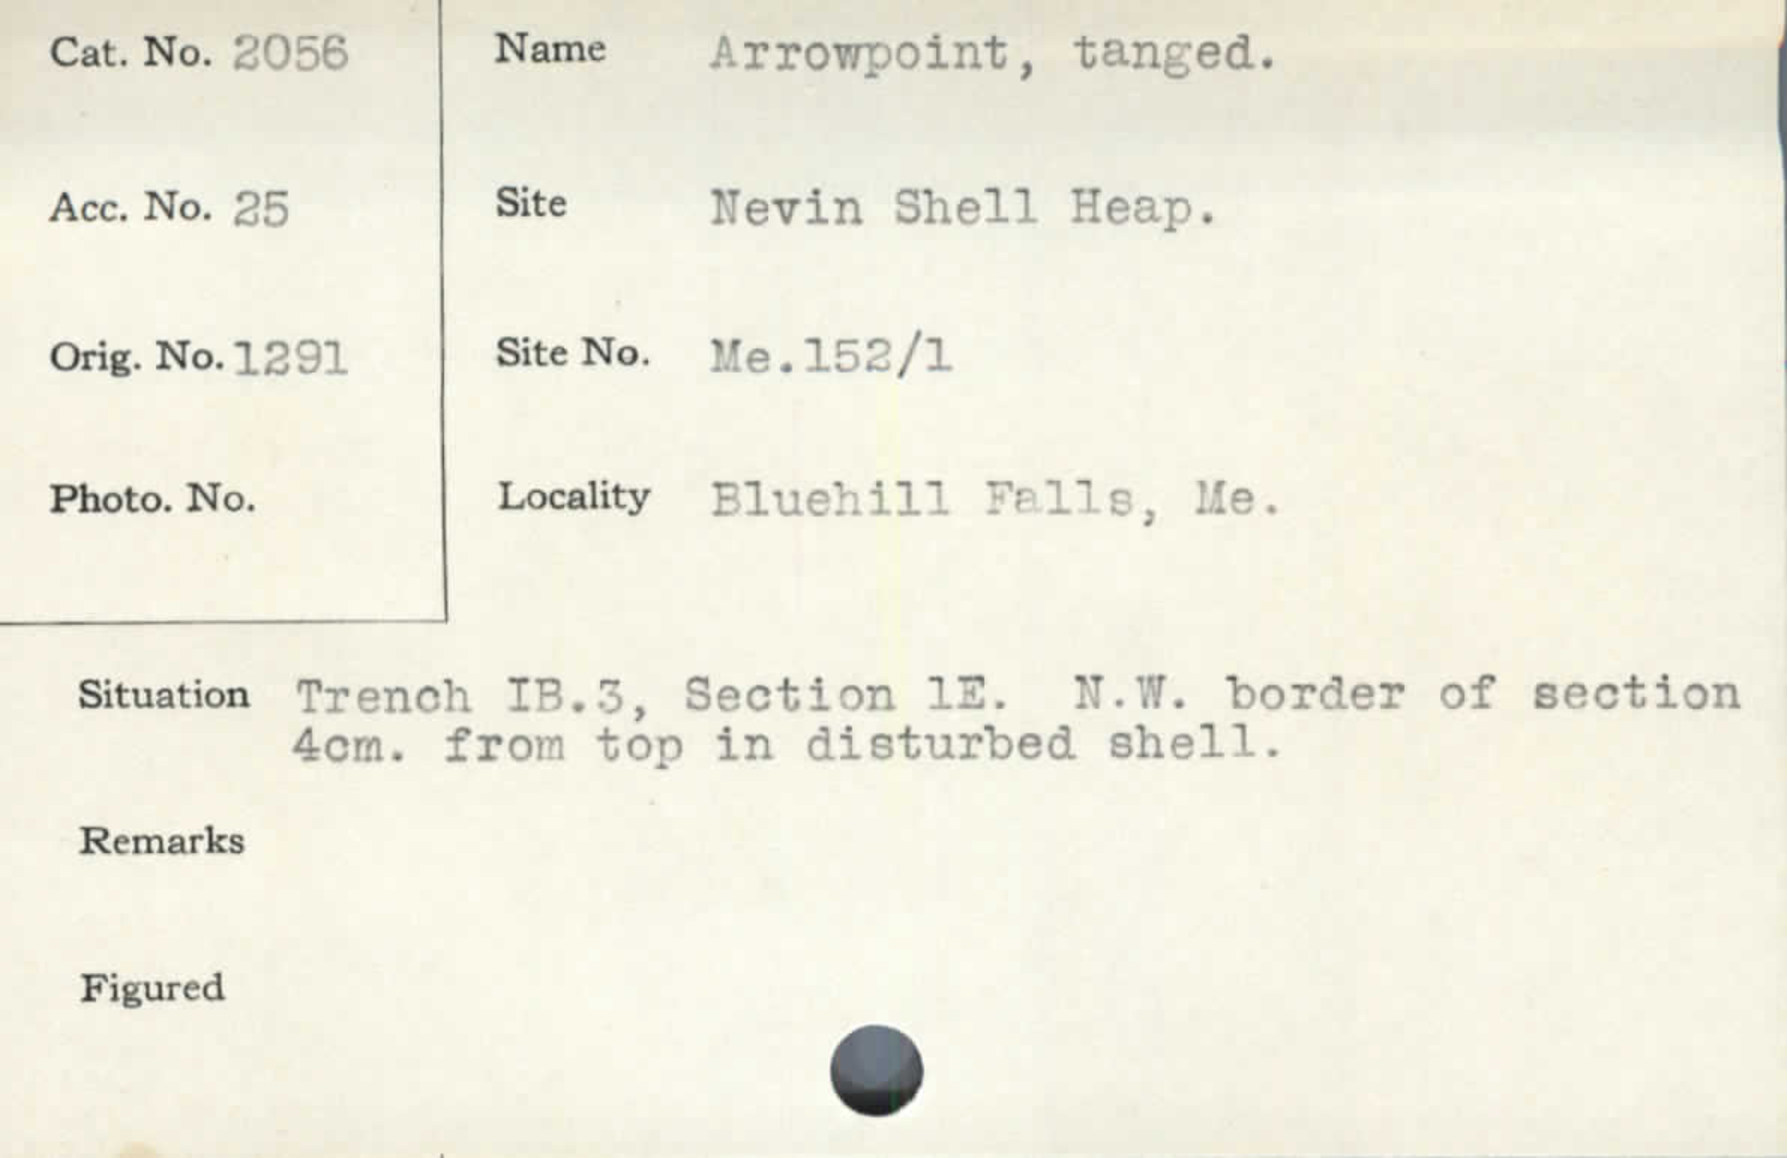 Cat. No. 2056
Acc. No. 25
Orig. No. 1291
Photo. No.
Name Arrowpoint, tanged.
Site Nevin Shell Heap.
Site No. Me.152/1
Locality Bluehill Falls, Me.
Situation Trench IB.3, Section 1E. N.W. border of section
4cm. from top in disturbed shell.
Remarks
Figured